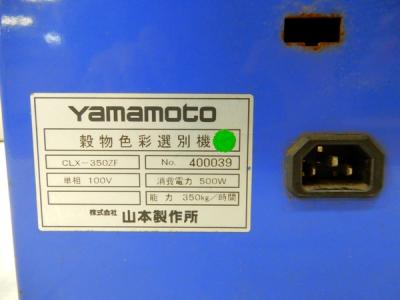 Yamamoto
穀物色彩選別機
CLX-350ZF No. 400039
単相 100V 消費電力 500W
能力 350kg/時間
株式会社 山本製作所